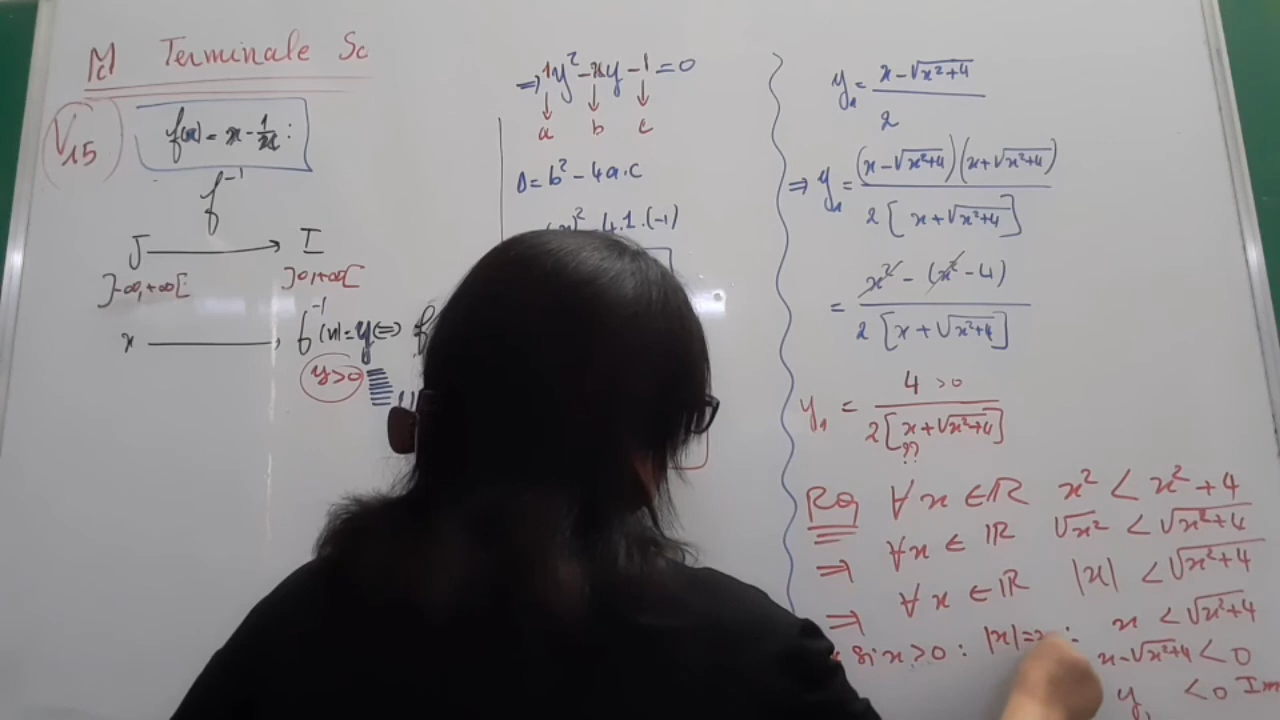 Terminale Sc
V15
f(x) = x - 1/x :
f⁻¹
J ⟶ I
]-∞,+∞[ ]0,+∞[
x ⟶ f⁻¹(x)=y ⇔ f
y>0
⇒ 1y² - xy - 1 = 0
a b c
Δ = b² - 4a.c
(x)² 4.1.(-1)
y₁ = (x-√(x²+4))/2
⇒ y₁ = (x-√(x²+4))(x+√(x²+4))/2[x+√(x²+4)]
= x² - (x² - 4)/2[x+√(x²+4)]
y₁ = 4 >0/2[x+√(x²+4)]
??
Rq ∀x ∈ ℝ x² < x²+4
⇒ ∀x ∈ ℝ √x² < √(x²+4)
⇒ ∀x ∈ ℝ |x| < √(x²+4)
Si x>0 : |x|=x : x < √(x²+4)
x-√(x²+4) < 0
y₁ < 0 Im